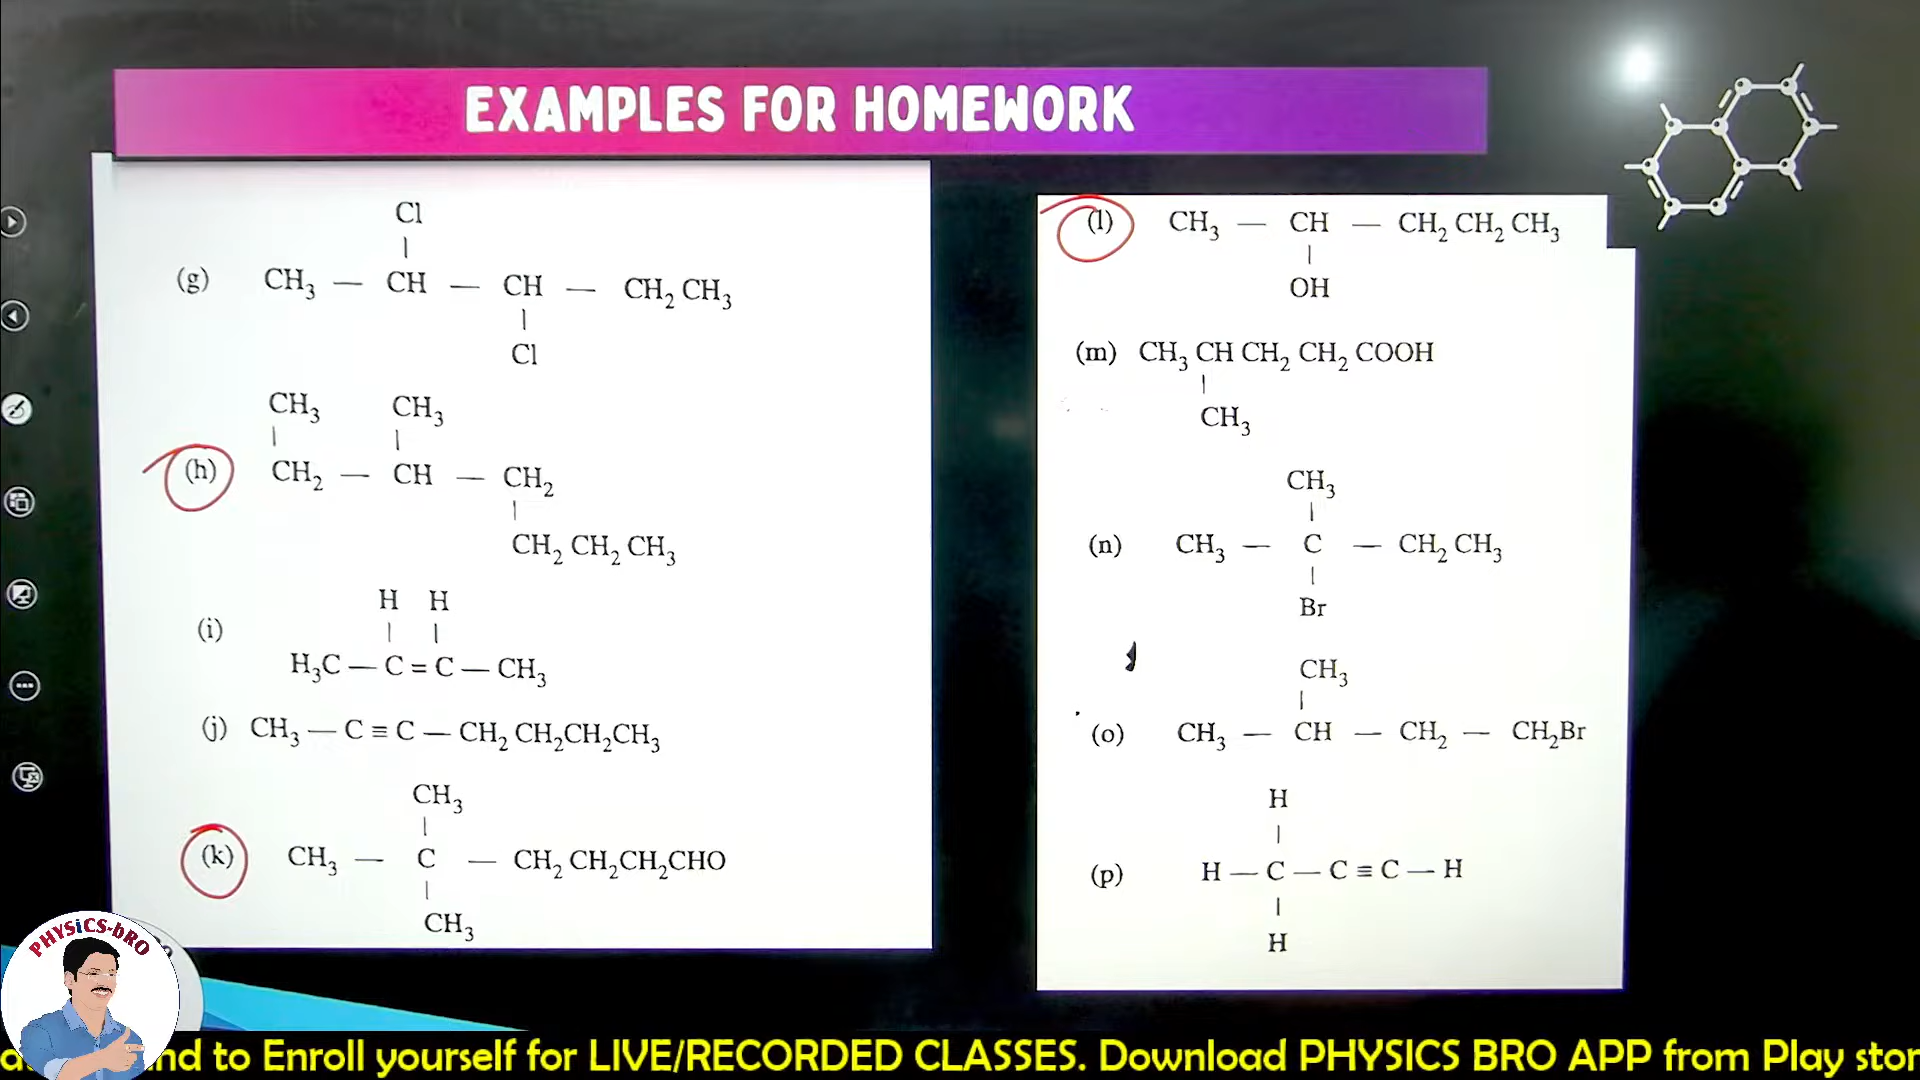 EXAMPLES FOR HOMEWORK
Cl
|
(g) CH₃ — CH — CH — CH₂ CH₃
|
Cl
CH₃ CH₃
| |
(h) CH₂ — CH — CH₂
|
CH₂ CH₂ CH₃
H H
(i) | |
H₃C — C = C — CH₃
(j) CH₃ — C ≡ C — CH₂ CH₂CH₂CH₃
CH₃
|
(k) CH₃ — C — CH₂ CH₂CH₂CHO
|
CH₃
(l) CH₃ — CH — CH₂ CH₂ CH₃
|
OH
(m) CH₃ CH CH₂ CH₂ COOH
|
CH₃
CH₃
|
(n) CH₃ — C — CH₂ CH₃
|
Br
CH₃
|
(o) CH₃ — CH — CH₂ — CH₂Br
H
|
(p) H — C — C ≡ C — H
|
H
PHYSiCS-bRO
nd to Enroll yourself for LIVE/RECORDED CLASSES. Download PHYSICS BRO APP from Play stor